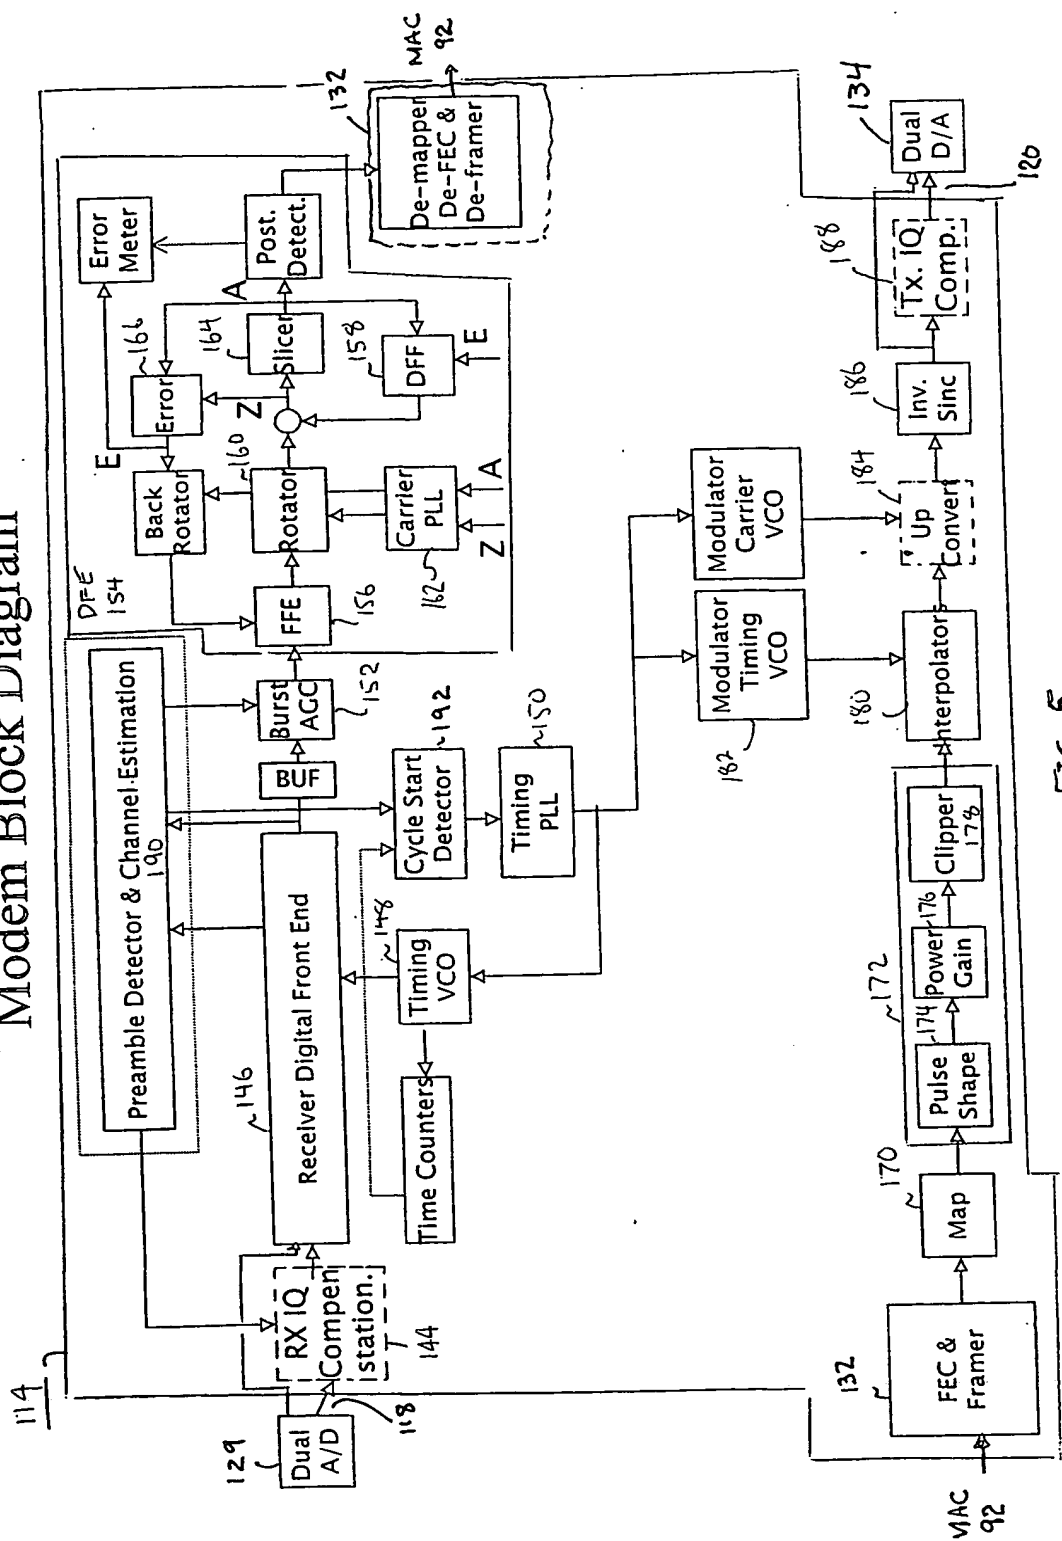 Modem Block Diagram
114
Preamble Detector & Channel Estimation
190
DFE
154
E
Back
Rotator
Error
166
Error
Meter
129
Dual
A/D
118
RX IQ
Compen
station.
144
146
Receiver Digital Front End
BUF
Burst
AGC
152
FFE
156
Rotator
160
Z
Slicer
164
A
Post.
Detect.
132
De-mapper
De-FEC &
De-framer
MAC
92
Carrier
PLL
162
Z
A
DFF
158
E
Time Counters
Timing
VCO
148
Cycle Start
Detector
192
Timing
PLL
150
Modulator
Timing
VCO
182
Modulator
Carrier
VCO
MAC
92
132
FEC &
Framer
170
Map
172
Pulse
Shape
174
Power
Gain
176
Clipper
178
180
Interpolators
184
Up
Convert
186
Inv.
Sinc
188
Tx. IQ
Comp.
134
Dual
D/A
126